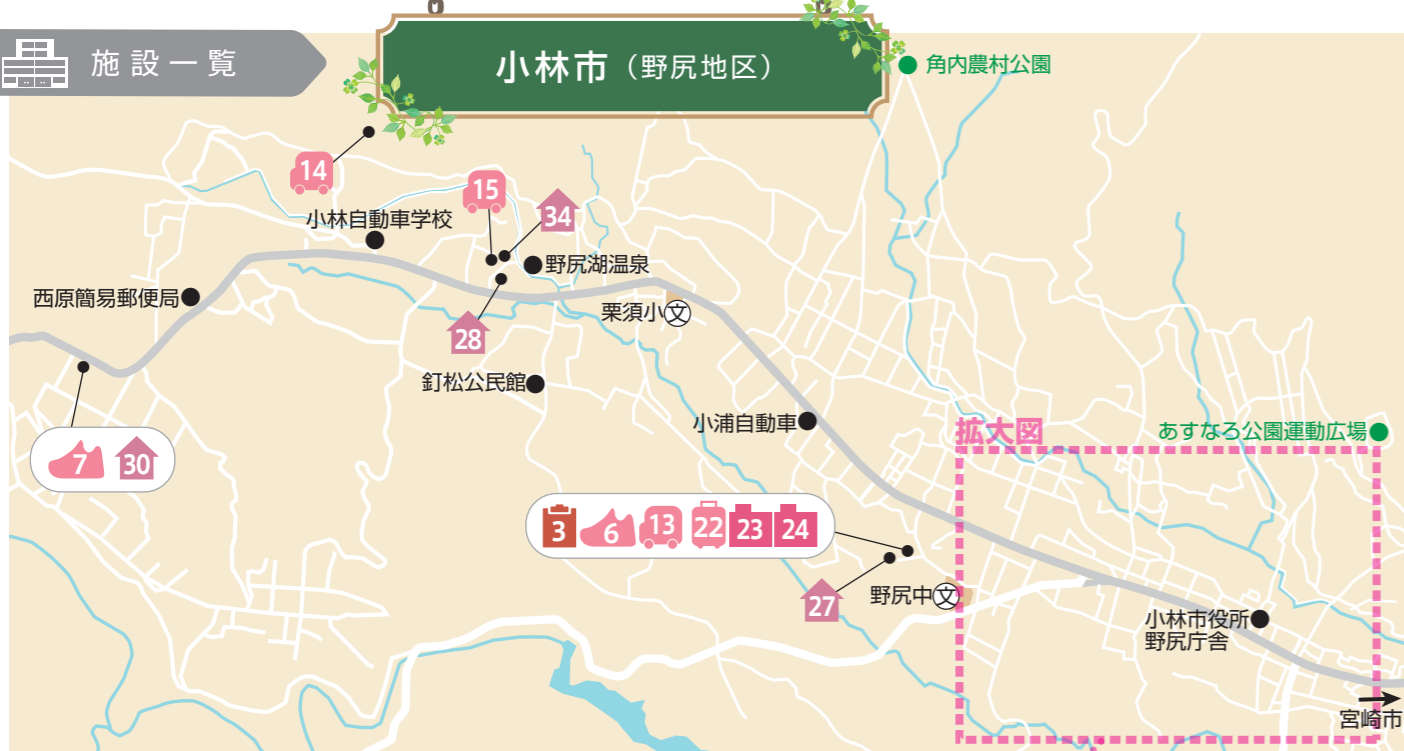 施設一覧
小林市（野尻地区）
角内農村公園
14
15
34
小林自動車学校
野尻湖温泉
西原簡易郵便局
栗須小文
28
釘松公民館
小浦自動車
拡大図
あすなろ公園運動広場
7 30
3 6 13 22 23 24
27
野尻中文
小林市役所
野尻庁舎
宮崎市